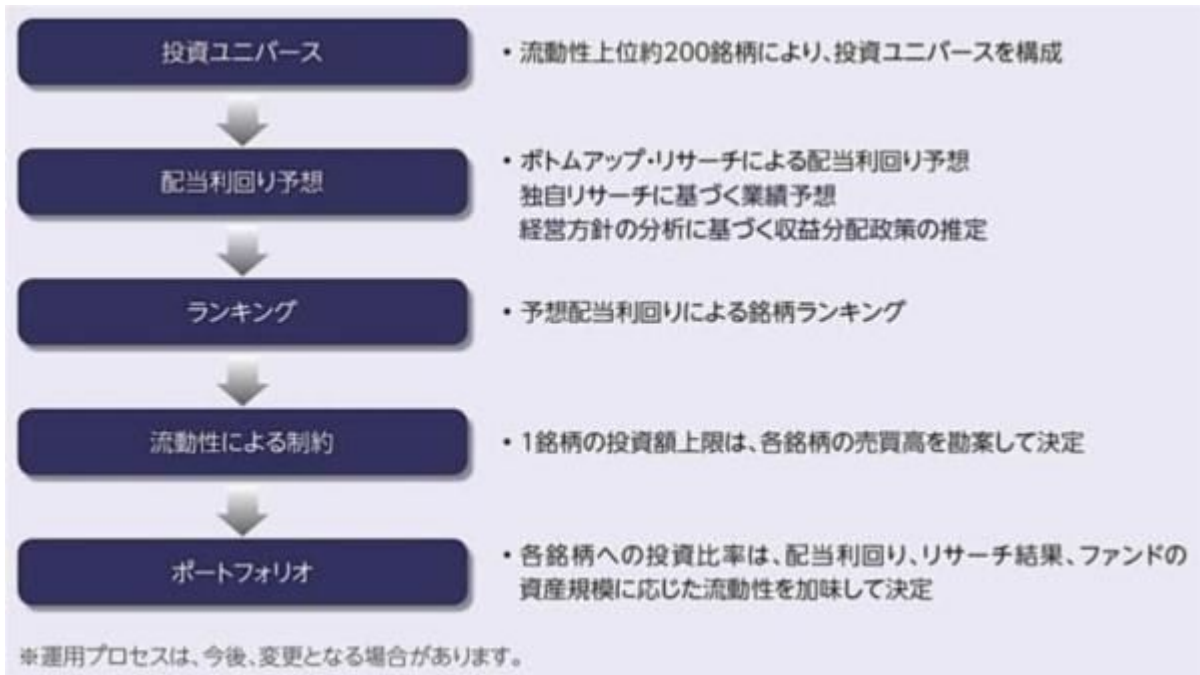 投資ユニバース
・流動性上位約200銘柄により、投資ユニバースを構成
配当利回り予想
・ボトムアップ・リサーチによる配当利回り予想
独自リサーチに基づく業績予想
経営方針の分析に基づく収益分配政策の推定
ランキング
・予想配当利回りによる銘柄ランキング
流動性による制約
・1銘柄の投資額上限は、各銘柄の売買高を勘案して決定
ポートフォリオ
・各銘柄への投資比率は、配当利回り、リサーチ結果、ファンドの
資産規模に応じた流動性を加味して決定
※運用プロセスは、今後、変更となる場合があります。